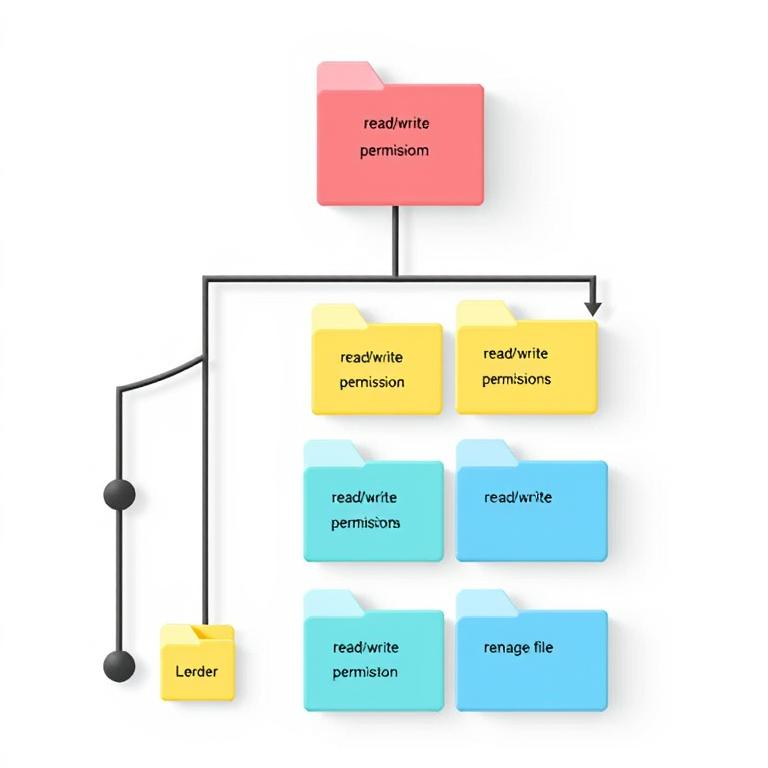 read/write
permisiom
read/write
permission
read/write
permisions
read/write
permisions
read/write
read/write
permiston
renage file
Lerder